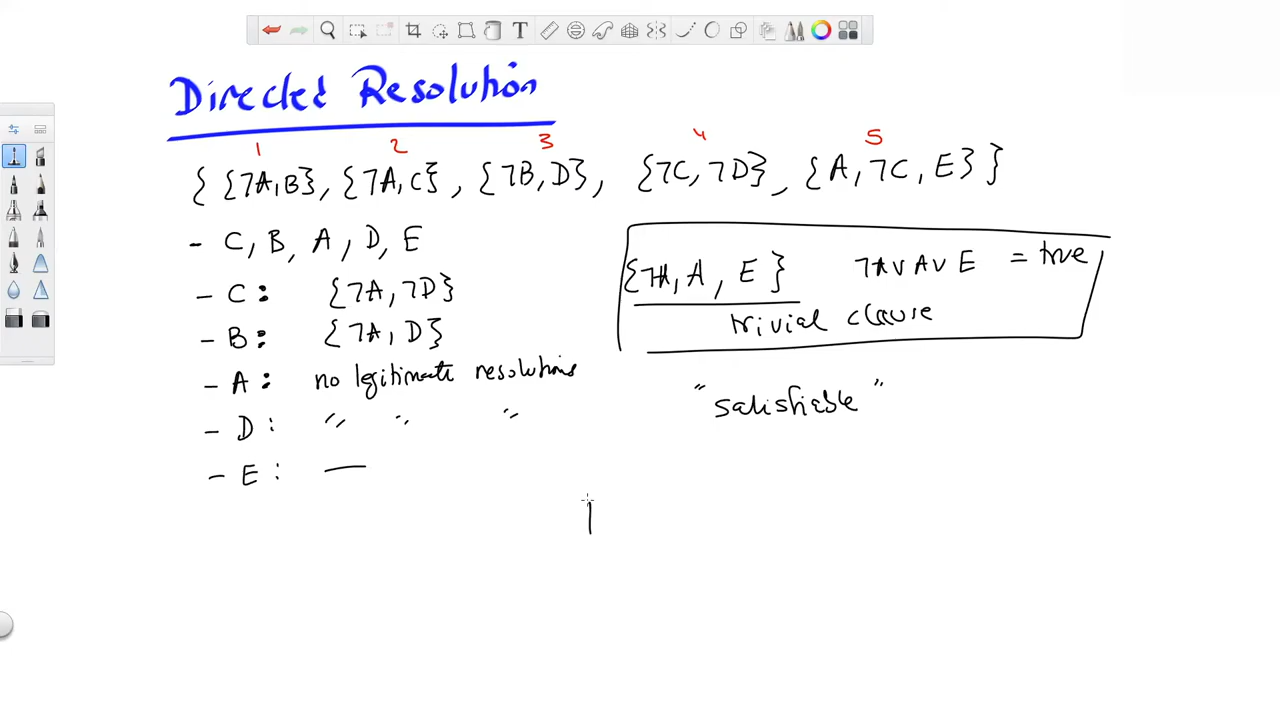 Directed Resolution
1 2 3 4 5
{ {¬A,B}, {¬A,C}, {¬B,D}, {¬C,¬D}, {A,¬C,E} }
- C, B, A, D, E
{¬A, A, E} ¬A∨A∨E = true
trivial clause
- C: {¬A,¬D}
- B: {¬A, D}
- A: no legitimate resolutions
"satisfiable"
- D: " " "
- E: —